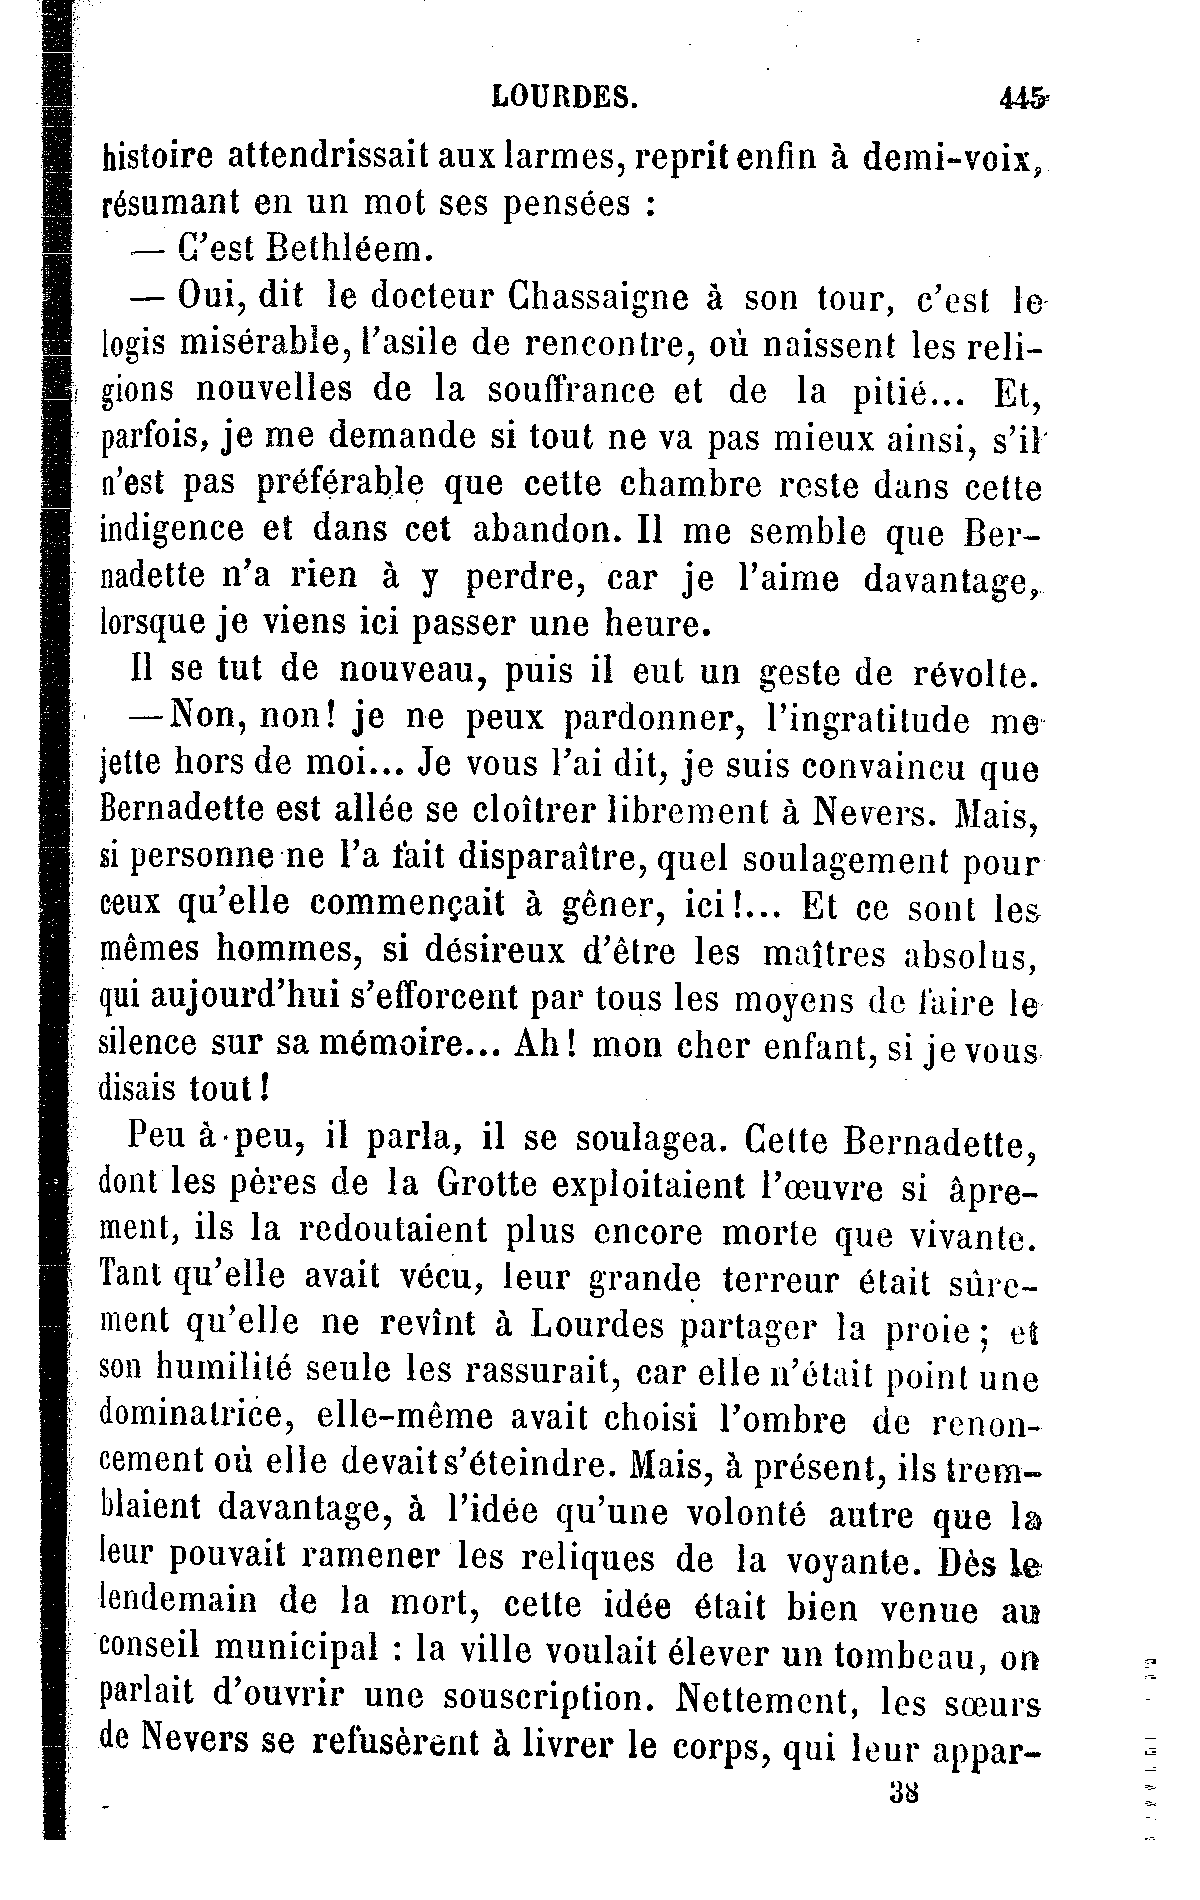 LOURDES. 445
histoire attendrissait aux larmes, reprit enfin à demi-voix,
résumant en un mot ses pensées :
— C'est Bethléem.
— Oui, dit le docteur Chassaigne à son tour, c'est le
logis misérable, l'asile de rencontre, où naissent les reli-
gions nouvelles de la souffrance et de la pitié... Et,
parfois, je me demande si tout ne va pas mieux ainsi, s'il
n'est pas préférable que cette chambre reste dans cette
indigence et dans cet abandon. Il me semble que Ber-
nadette n'a rien à y perdre, car je l'aime davantage,
lorsque je viens ici passer une heure.
Il se tut de nouveau, puis il eut un geste de révolte.
— Non, non! je ne peux pardonner, l'ingratitude me
jette hors de moi... Je vous l'ai dit, je suis convaincu que
Bernadette est allée se cloîtrer librement à Nevers. Mais,
si personne ne l'a fait disparaître, quel soulagement pour
ceux qu'elle commençait à gêner, ici!... Et ce sont les
mêmes hommes, si désireux d'être les maîtres absolus,
qui aujourd'hui s'efforcent par tous les moyens de faire le
silence sur sa mémoire... Ah! mon cher enfant, si je vous
disais tout!
Peu à peu, il parla, il se soulagea. Cette Bernadette,
dont les pères de la Grotte exploitaient l'œuvre si âpre-
ment, ils la redoutaient plus encore morte que vivante.
Tant qu'elle avait vécu, leur grande terreur était sûre-
ment qu'elle ne revînt à Lourdes partager la proie; et
son humilité seule les rassurait, car elle n'était point une
dominatrice, elle-même avait choisi l'ombre de renon-
cement où elle devait s'éteindre. Mais, à présent, ils trem-
blaient davantage, à l'idée qu'une volonté autre que la
leur pouvait ramener les reliques de la voyante. Dès le
lendemain de la mort, cette idée était bien venue au
conseil municipal : la ville voulait élever un tombeau, on
parlait d'ouvrir une souscription. Nettement, les sœurs
de Nevers se refusèrent à livrer le corps, qui leur appar-
38